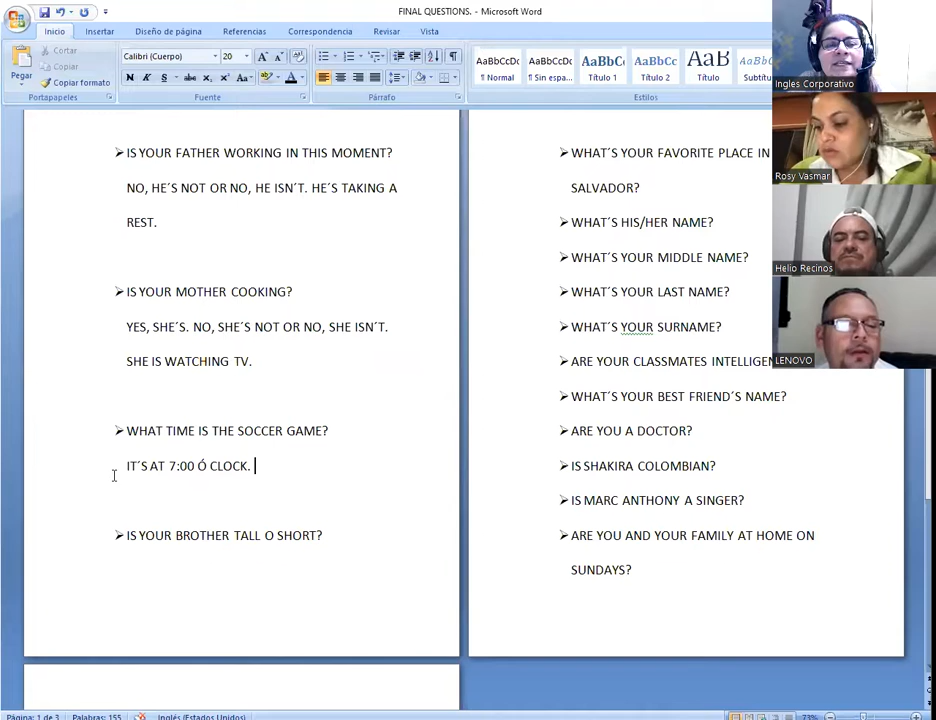 FINAL QUESTIONS. - Microsoft Word
Inicio
Insertar
Diseño de página
Referencias
Correspondencia
Revisar
Vista
Pegar
Cortar
Copiar
Copiar formato
Portapapeles
Calibri (Cuerpo)
20
Fuente
Párrafo
AaBbCcDc
¶ Normal
AaBbCcDc
¶ Sin espa...
AaBbC
Título 1
AaBbCc
Título 2
AaB
Título
Estilos
IS YOUR FATHER WORKING IN THIS MOMENT?
NO, HE´S NOT OR NO, HE ISN´T. HE´S TAKING A
REST.
IS YOUR MOTHER COOKING?
YES, SHE´S. NO, SHE´S NOT OR NO, SHE ISN´T.
SHE IS WATCHING TV.
WHAT TIME IS THE SOCCER GAME?
IT´S AT 7:00 Ó CLOCK.
IS YOUR BROTHER TALL O SHORT?
WHAT´S YOUR FAVORITE PLACE IN
SALVADOR?
WHAT´S HIS/HER NAME?
WHAT´S YOUR MIDDLE NAME?
WHAT´S YOUR LAST NAME?
WHAT´S YOUR SURNAME?
ARE YOUR CLASSMATES
WHAT´S YOUR BEST FRIEND´S NAME?
ARE YOU A DOCTOR?
IS SHAKIRA COLOMBIAN?
IS MARC ANTHONY A SINGER?
ARE YOU AND YOUR FAMILY AT HOME ON
SUNDAYS?
Ingles Corporativo
Rosy Vasmar
Helio Recinos
LENOVO
Página: 1 de 3
Palabras: 155
Inglés (Estados Unidos)
73%